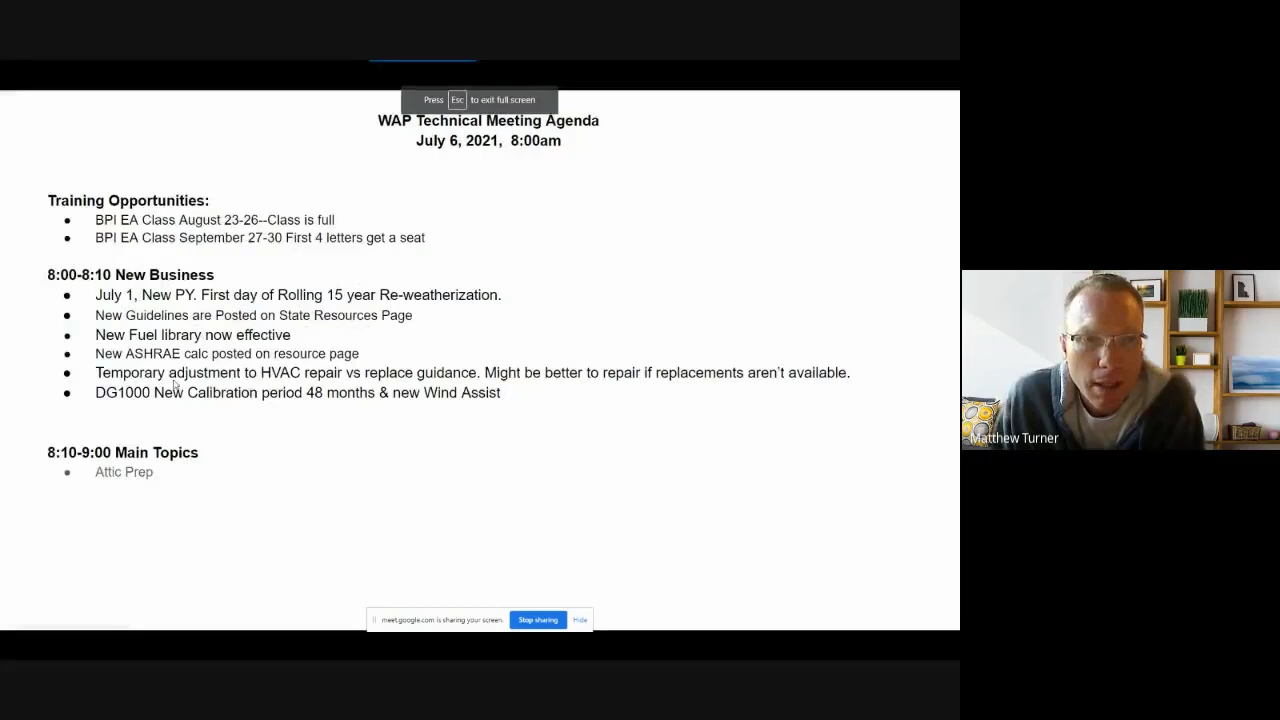 Press Esc to exit full screen
WAP Technical Meeting Agenda
July 6, 2021, 8:00am
Training Opportunities:
● BPI EA Class August 23-26--Class is full
● BPI EA Class September 27-30 First 4 letters get a seat
8:00-8:10 New Business
● July 1, New PY. First day of Rolling 15 year Re-weatherization.
● New Guidelines are Posted on State Resources Page
● New Fuel library now effective
● New ASHRAE calc posted on resource page
● Temporary adjustment to HVAC repair vs replace guidance. Might be better to repair if replacements aren't available.
● DG1000 New Calibration period 48 months & new Wind Assist
8:10-9:00 Main Topics
● Attic Prep
meet.google.com is sharing your screen. Stop sharing Hide
Matthew Turner